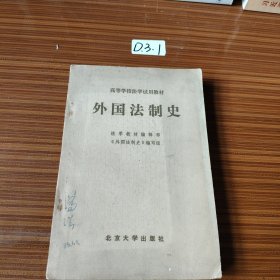 D.3.1
高等学校法学试用教材
外国法制史
法学教材编辑部
《外国法制史》编写组
北京大学出版社